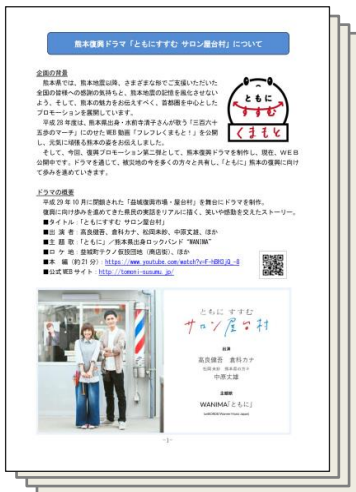 熊本復興ドラマ「ともにすすむ サロン屋台村」について
企画の背景
熊本県では、熊本地震以降、さまざまな形でご支援いただいた
全国の皆様への感謝の気持ちと、熊本地震の記憶を風化させない
よう、そして、熊本の魅力をお伝えすべく、首都圏を中心とした
プロモーションを展開しています。
平成 28 年度は、熊本県出身・水前寺清子さんが歌う「三百六十
五歩のマーチ」にのせたWEB動画「フレフレくまもと!」を公開
し、元気に頑張る熊本の姿をお伝えしました。
そして、今回、復興プロモーション第二弾として、熊本復興ドラマを制作し、現在、WEB
公開中です。ドラマを通じて、被災地の今を多くの方々と共有し、「ともに」熊本の復興に向け
て歩みを進めていきます。
ともに
すすむ
くまもと
ドラマの概要
平成 29 年 10 月に閉鎖された「益城復興市場・屋台村」を舞台にドラマを制作。
復興に向け歩みを進めてきた県民の実話をリアルに描く、笑いや感動を交えたストーリー。
■タイトル:「ともにすすむ サロン屋台村」
■出 演 者:高良健吾、倉科カナ、松岡未紗、中原丈雄、ほか
■主 題 歌:「ともに」/熊本県出身ロックバンド "WANIMA"
■ロ ケ 地:益城町テクノ仮設団地(商店街)、ほか
■本 編(約 21 分):
■公式 WEB サイト:http://tomoni-susumu.jp/
ともに すすむ
サロン屋台村
出演
高良健吾 倉科カナ
中原丈雄
主題歌
WANIMA「ともに」
-1-